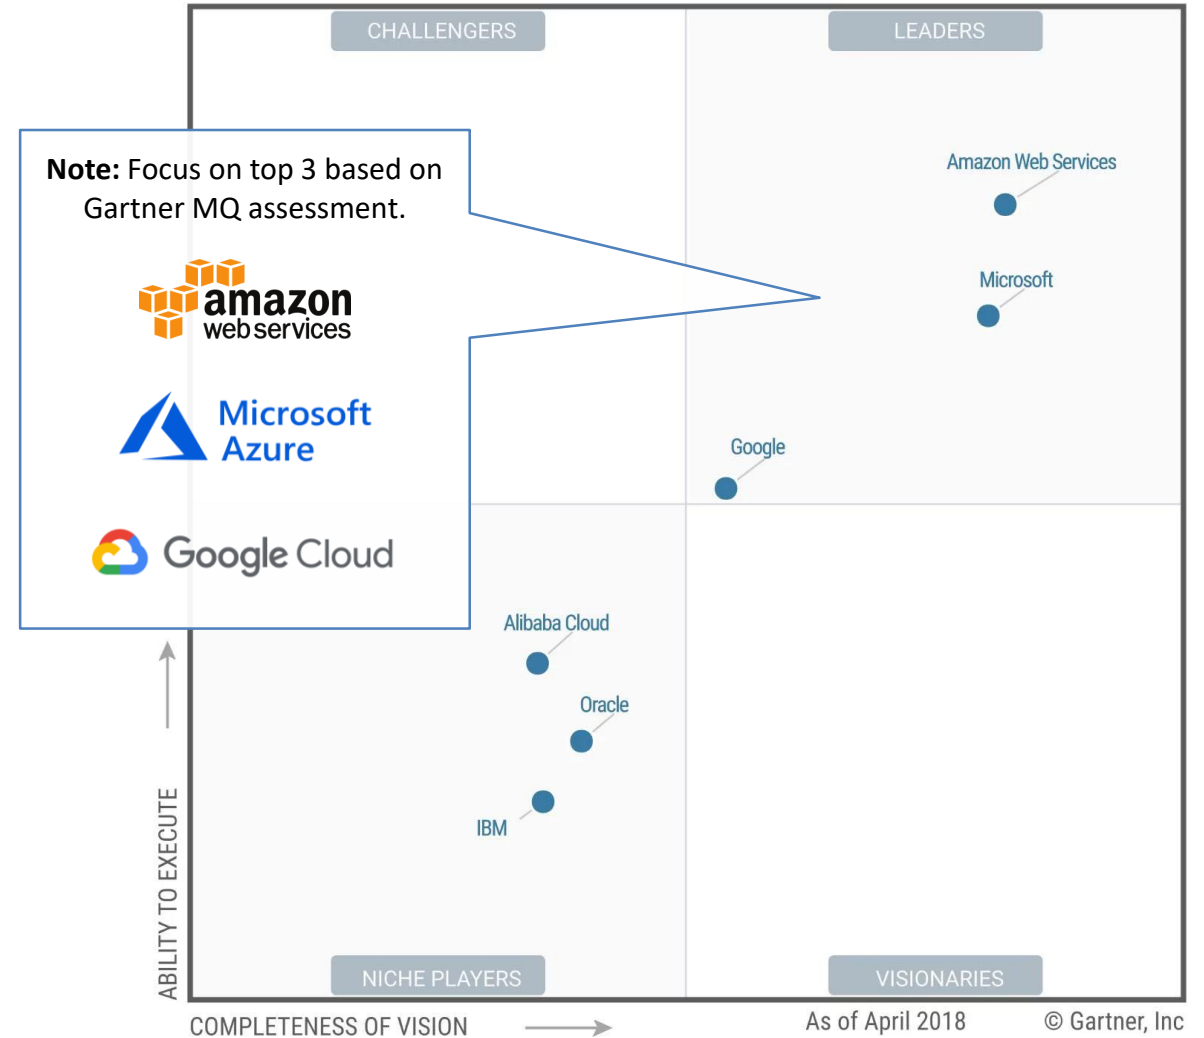 CHALLENGERS
LEADERS
Note: Focus on top 3 based on
Gartner MQ assessment.
amazon
web services
Microsoft
Azure
Google Cloud
Amazon Web Services
Microsoft
Google
Alibaba Cloud
Oracle
IBM
ABILITY TO EXECUTE
NICHE PLAYERS
VISIONARIES
COMPLETENESS OF VISION
As of April 2018
© Gartner, Inc